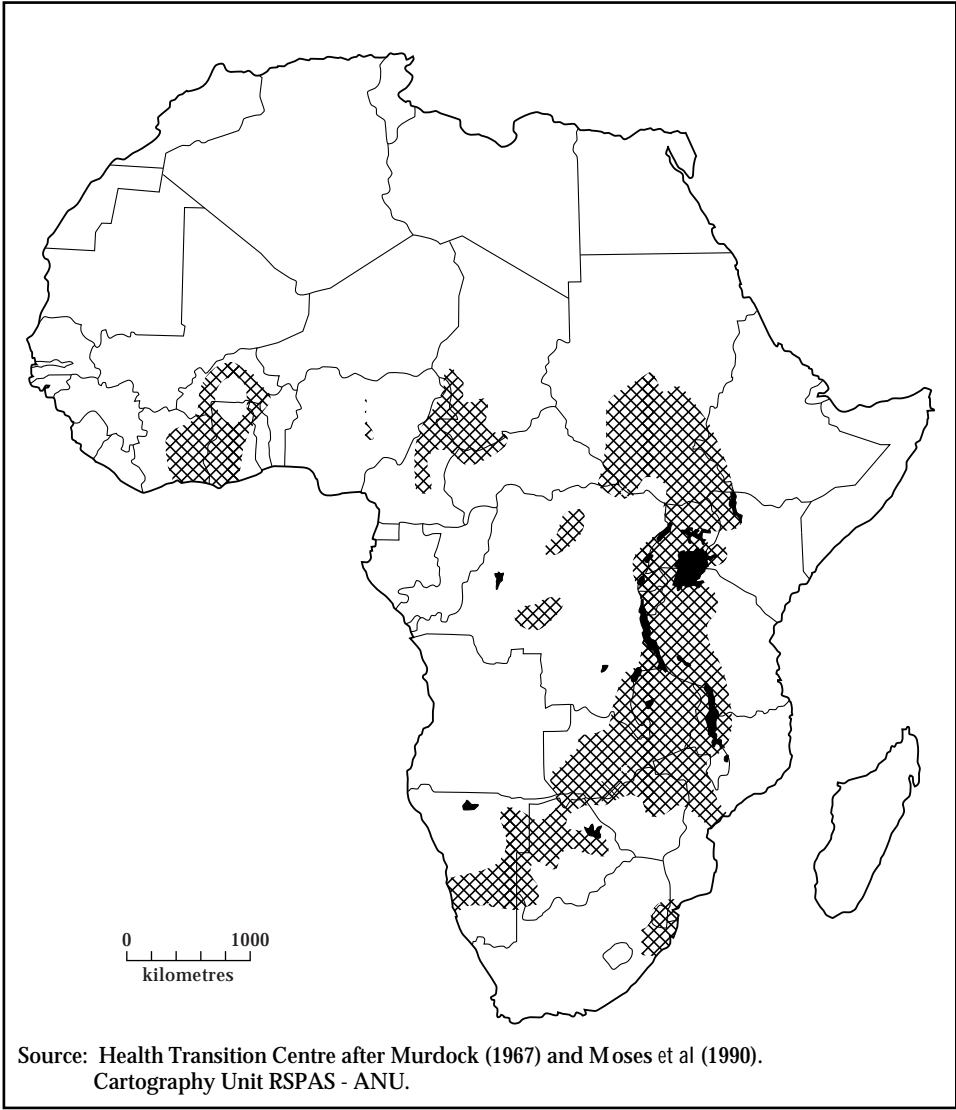 0 1000
kilometres
Source: Health Transition Centre after Murdock (1967) and Moses et al (1990).
Cartography Unit RSPAS - ANU.